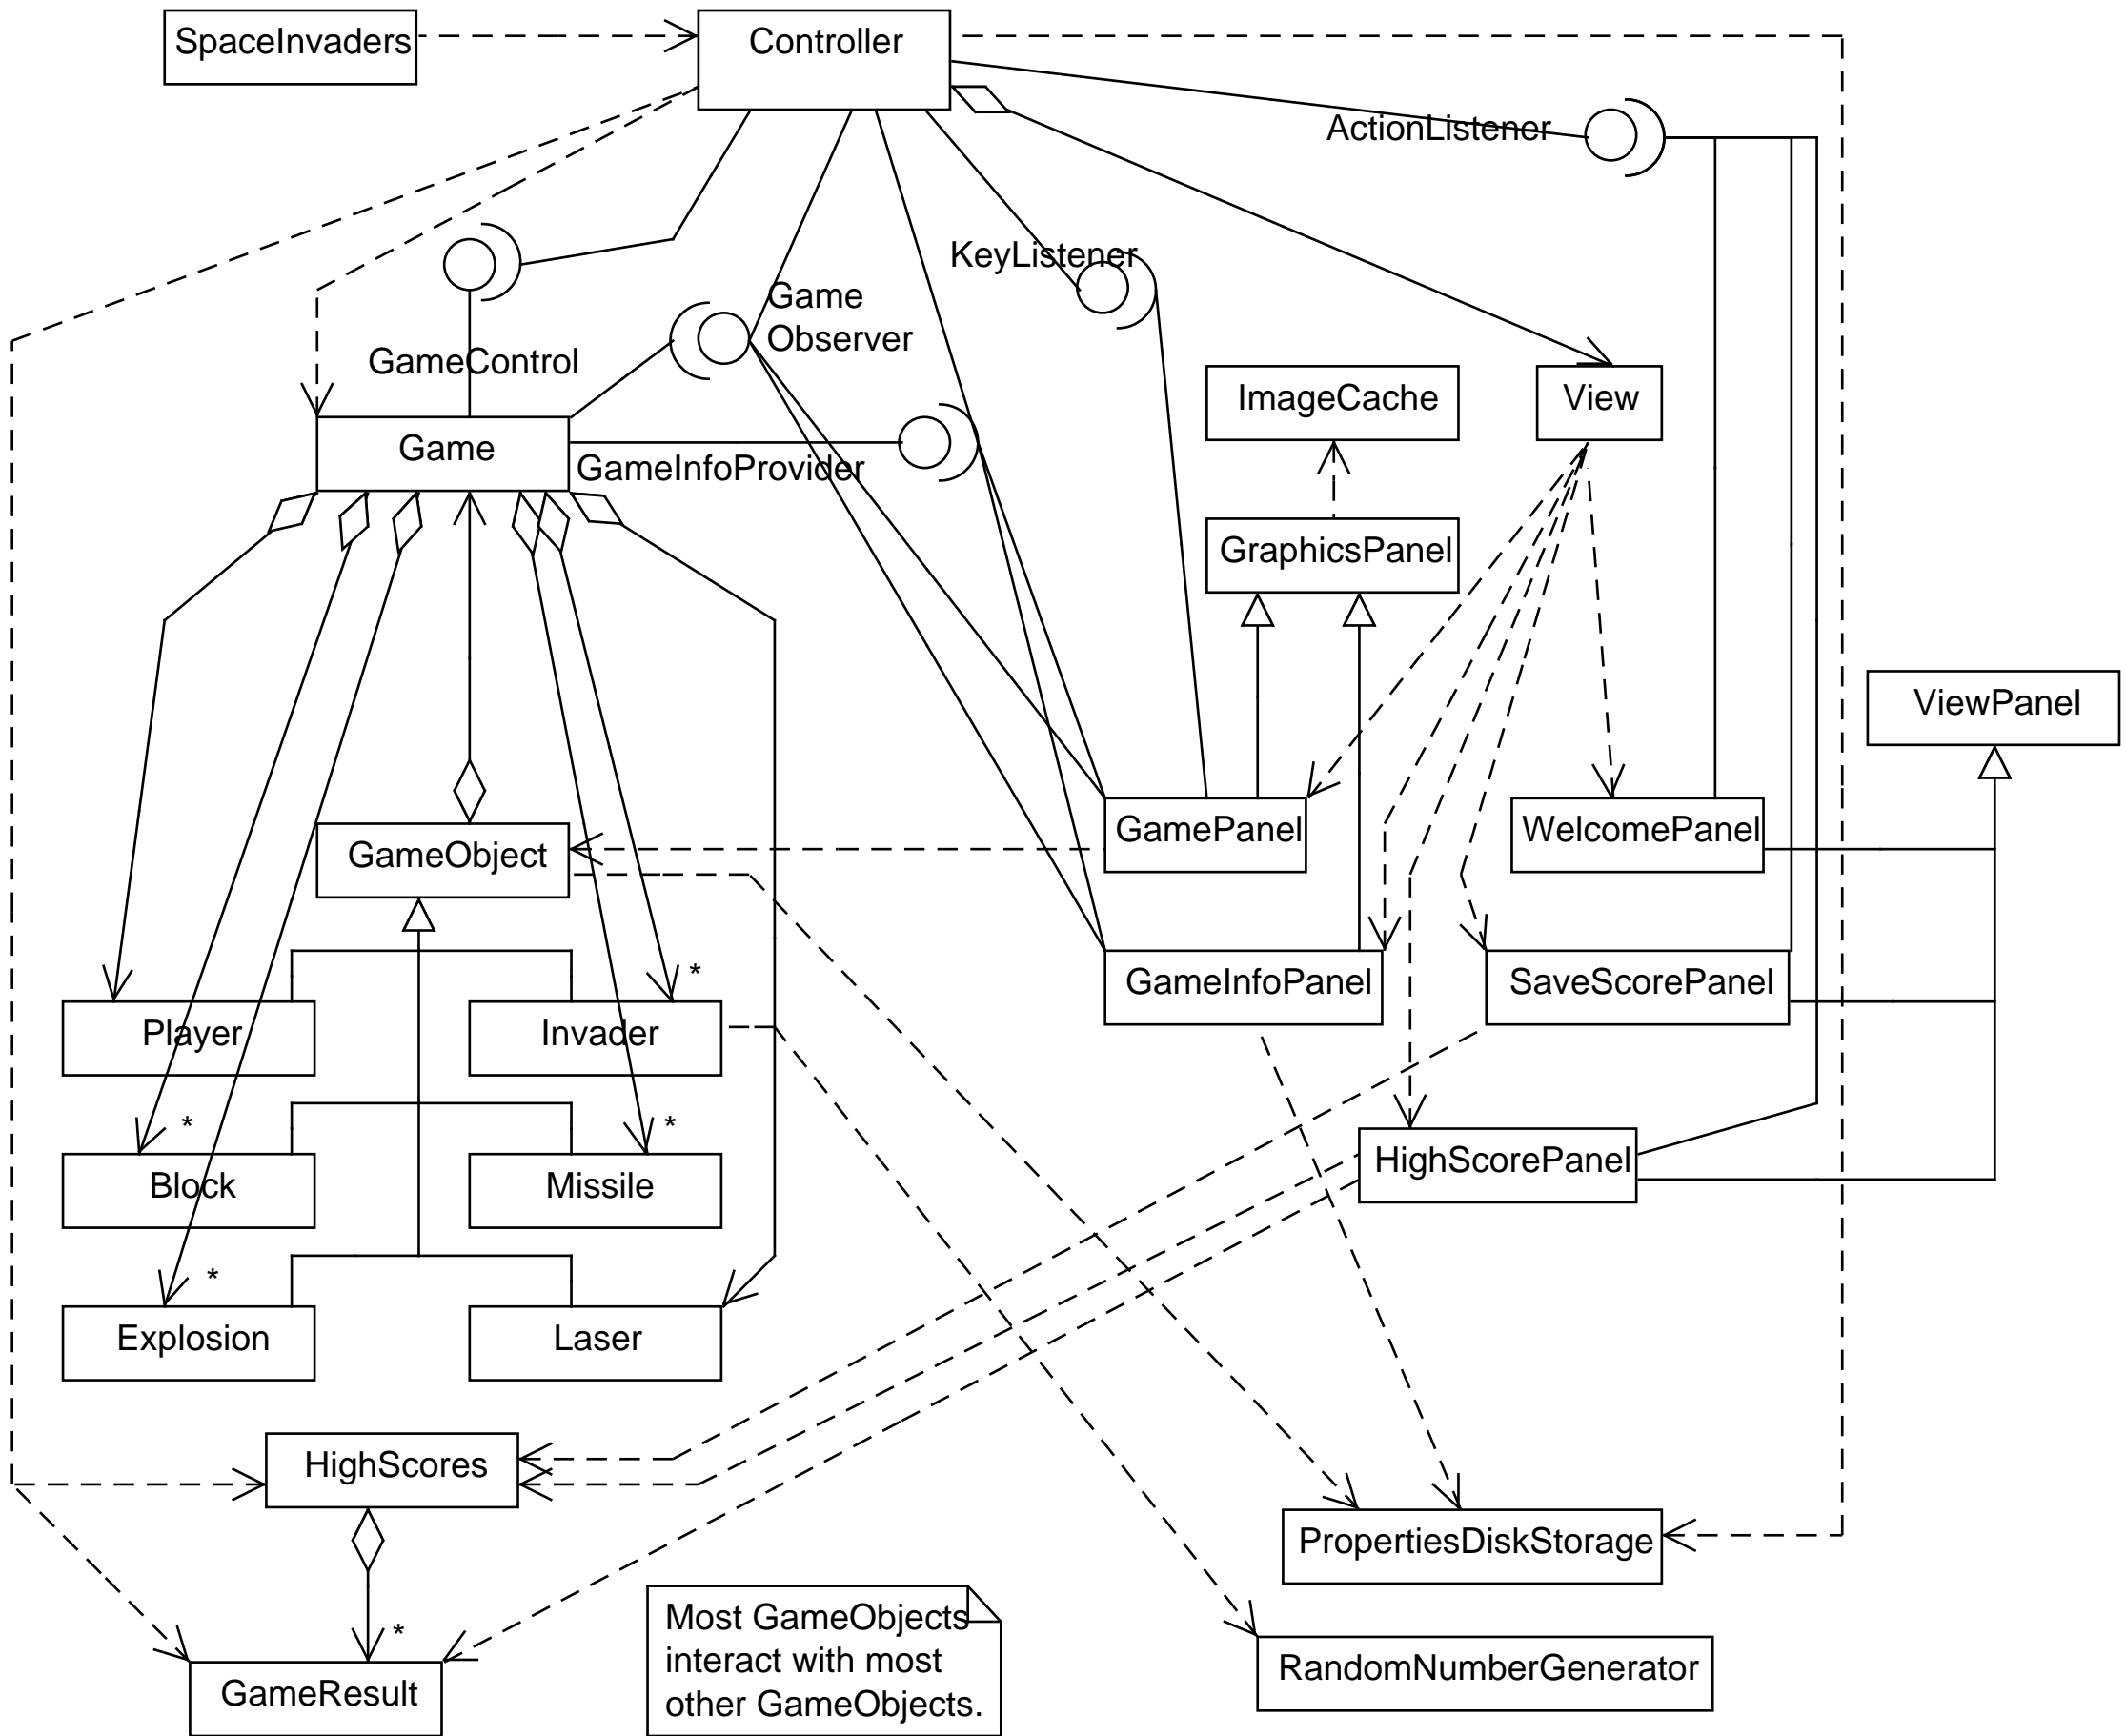 SpaceInvaders
Controller
ActionListener
KeyListener
Game
Observer
GameControl
ImageCache
View
Game
GameInfoProvider
GraphicsPanel
ViewPanel
GamePanel
WelcomePanel
GameObject
*
GameInfoPanel
SaveScorePanel
Player
Invader
*
*
HighScorePanel
Block
Missile
*
Explosion
Laser
HighScores
PropertiesDiskStorage
*
Most GameObjects
interact with most
other GameObjects.
RandomNumberGenerator
GameResult